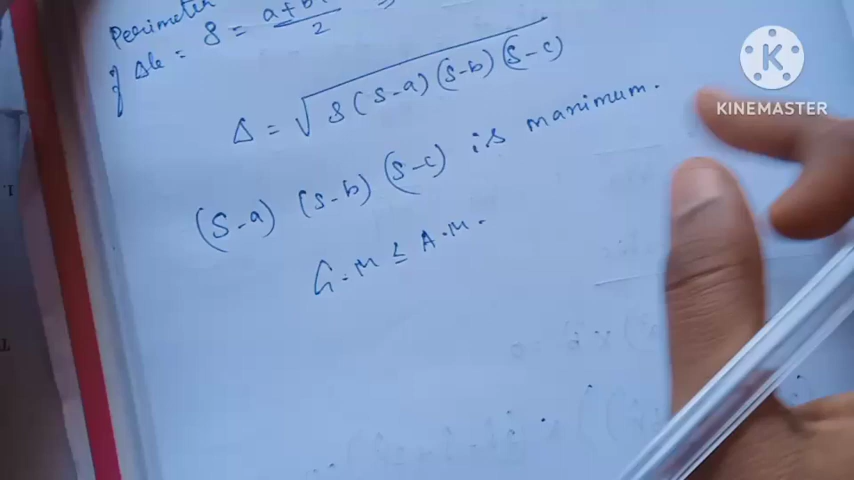 Perimeter
of Δle = S = a+b+ / 2 =
Δ = √S(S-a)(S-b)(S-c)
(S-a) (S-b) (S-c) is maximum.
G.M ≤ A.M.
K
KINEMASTER